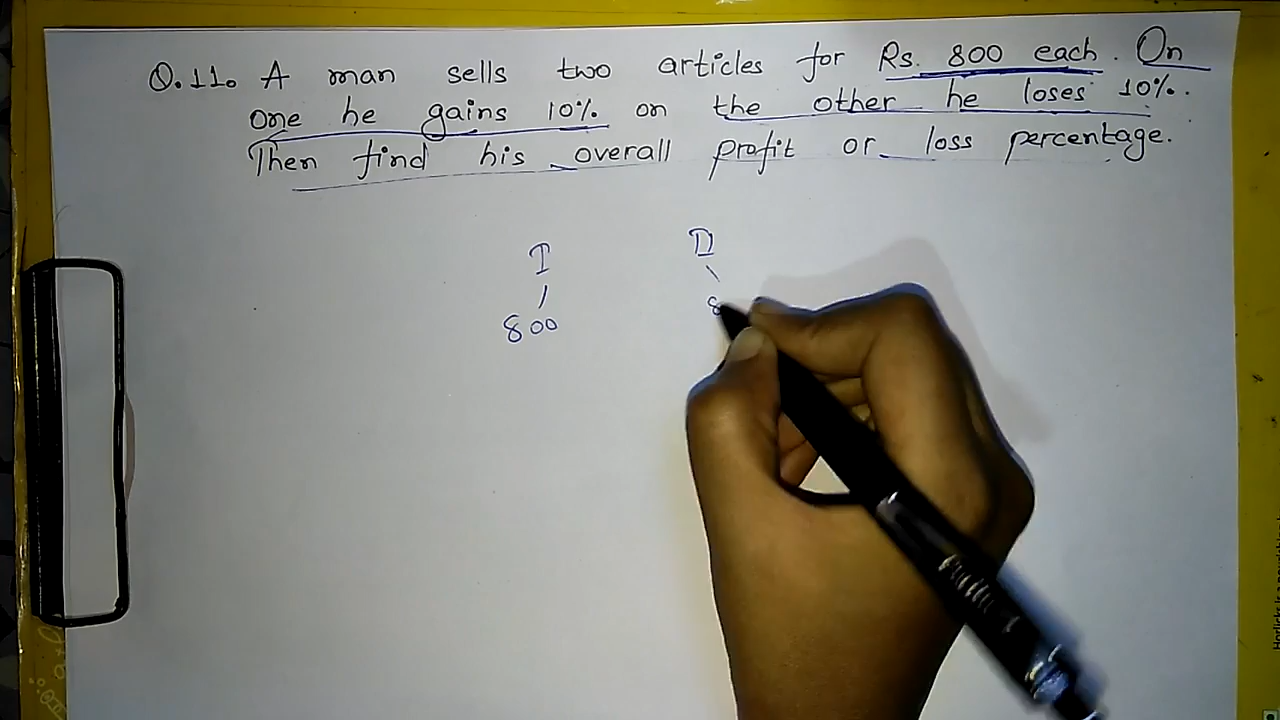 Q.11. A man sells two articles for Rs. 800 each. On
one he gains 10% on the other he loses 10%.
Then find his overall profit or loss percentage.
I II
800 8